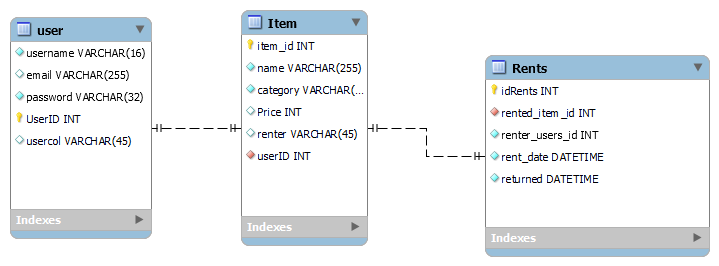 user
username VARCHAR(16)
email VARCHAR(255)
password VARCHAR(32)
UserID INT
usercol VARCHAR(45)
Indexes
Item
item_id INT
name VARCHAR(255)
category VARCHAR(...
Price INT
renter VARCHAR(45)
userID INT
Indexes
Rents
idRents INT
rented_item_id INT
renter_users_id INT
rent_date DATETIME
returned DATETIME
Indexes